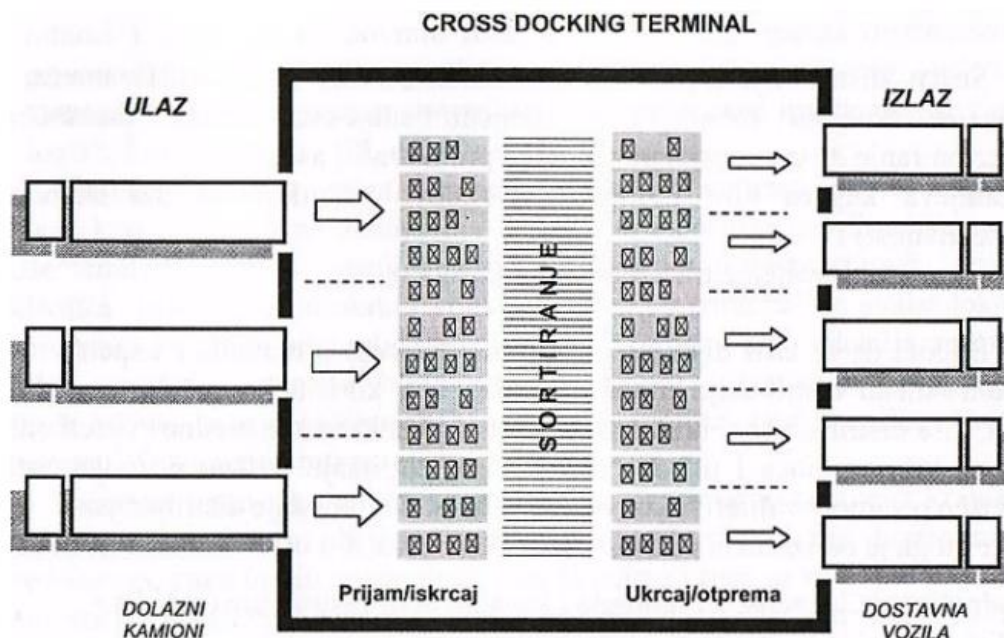 CROSS DOCKING TERMINAL
ULAZ
IZLAZ
SORTIRANJE
Prijam/iskrcaj
Ukrcaj/otprema
DOLAZNI
KAMIONI
DOSTAVNA
VOZILA